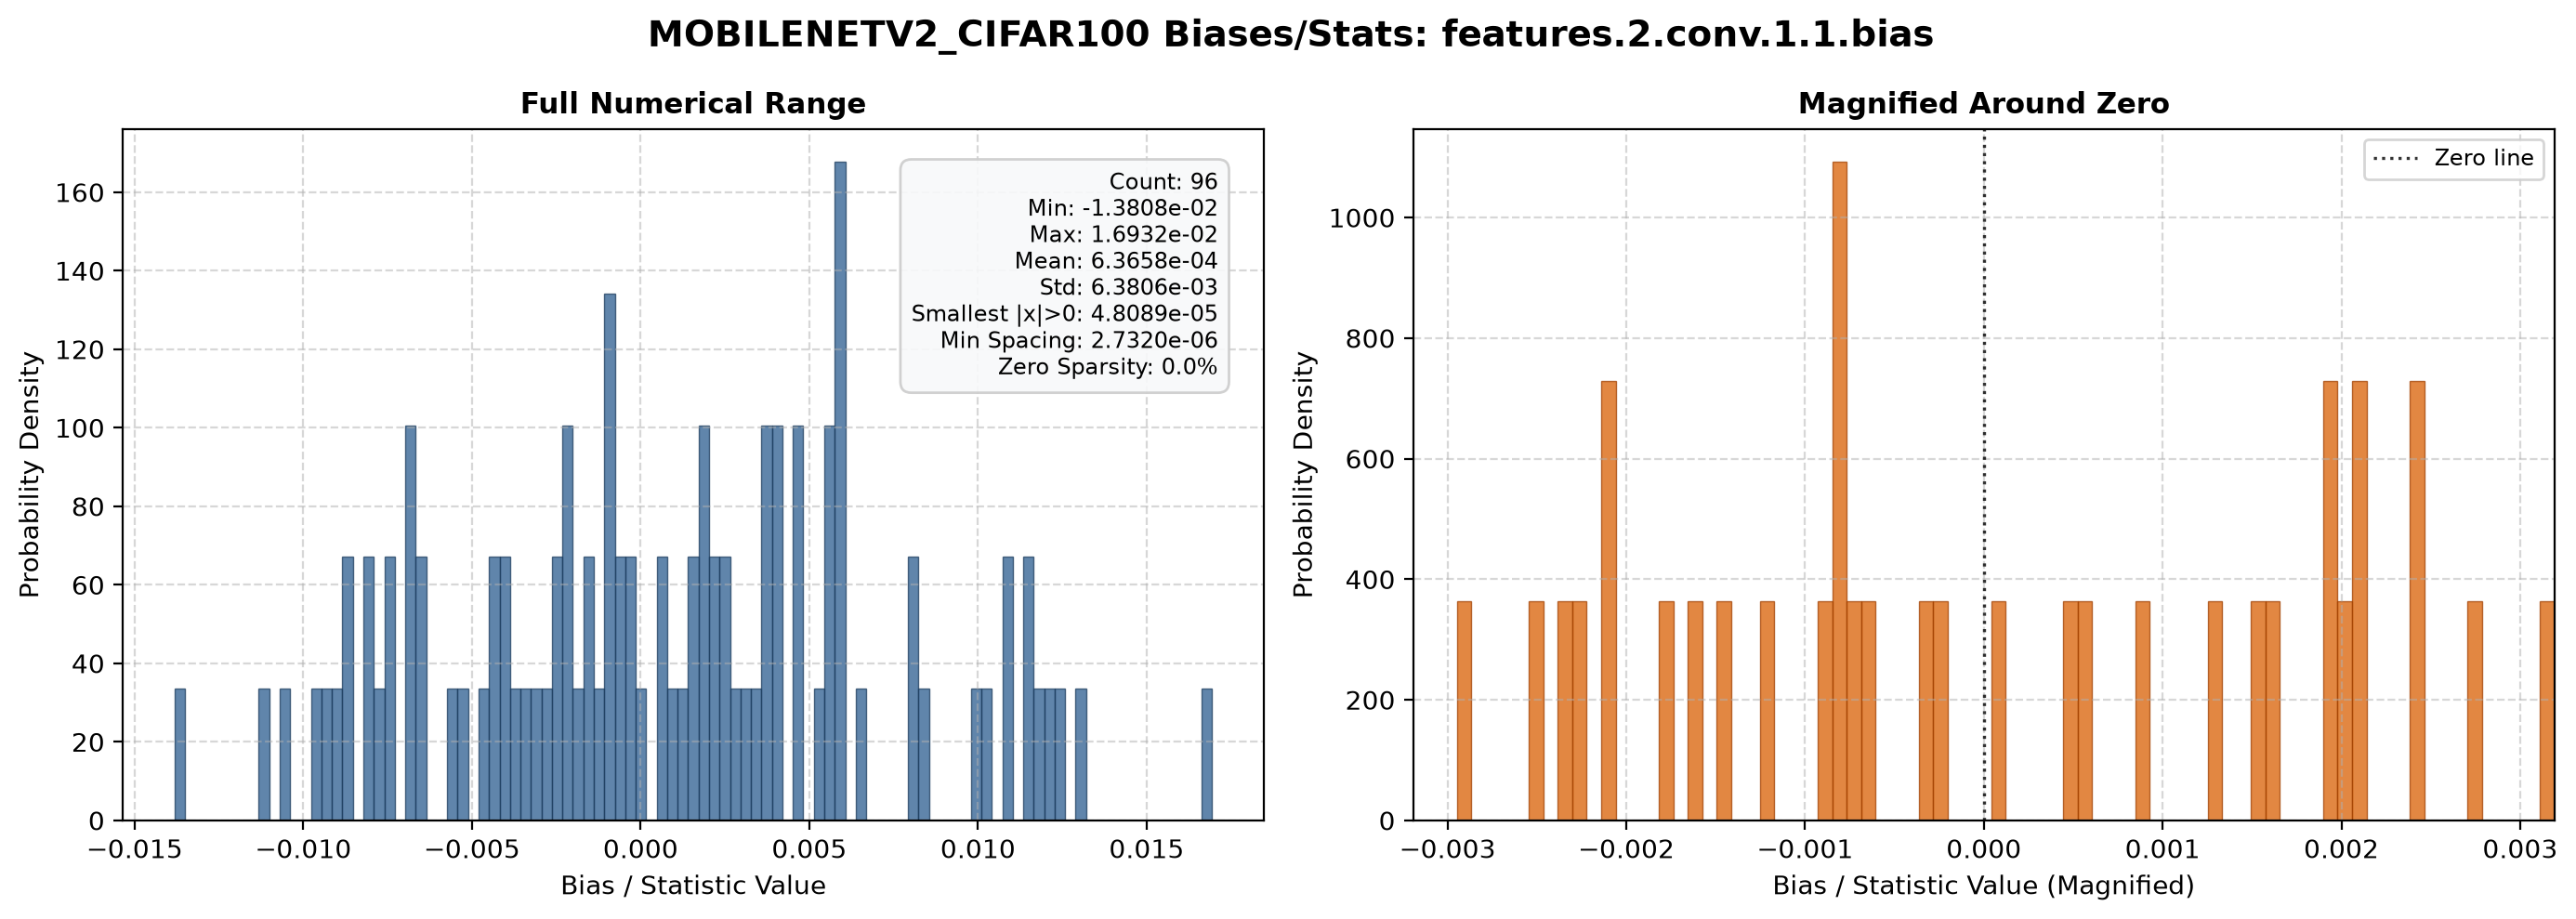 MOBILENETV2_CIFAR100 Biases/Stats: features.2.conv.1.1.bias
Full Numerical Range
Probability Density
0
20
40
60
80
100
120
140
160
Count: 96
Min: -1.3808e-02
Max: 1.6932e-02
Mean: 6.3658e-04
Std: 6.3806e-03
Smallest |x|>0: 4.8089e-05
Min Spacing: 2.7320e-06
Zero Sparsity: 0.0%
−0.015 −0.010 −0.005 0.000 0.005 0.010 0.015
Bias / Statistic Value
Magnified Around Zero
Probability Density
0
200
400
600
800
1000
Zero line
−0.003 −0.002 −0.001 0.000 0.001 0.002 0.003
Bias / Statistic Value (Magnified)